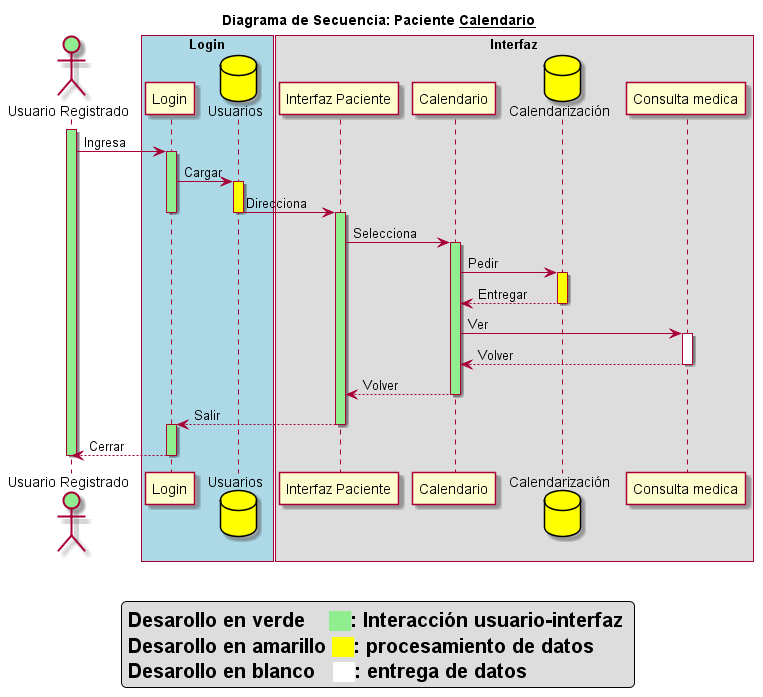 Diagrama de Secuencia: Paciente Calendario
Login
Interfaz
Usuario Registrado
Login
Usuarios
Interfaz Paciente
Calendario
Calendarización
Consulta medica
Ingresa
Cargar
Direcciona
Selecciona
Pedir
Entregar
Ver
Volver
Volver
Salir
Cerrar
Usuario Registrado
Login
Usuarios
Interfaz Paciente
Calendario
Calendarización
Consulta medica
Desarollo en verde : Interacción usuario-interfaz
Desarollo en amarillo : procesamiento de datos
Desarollo en blanco : entrega de datos